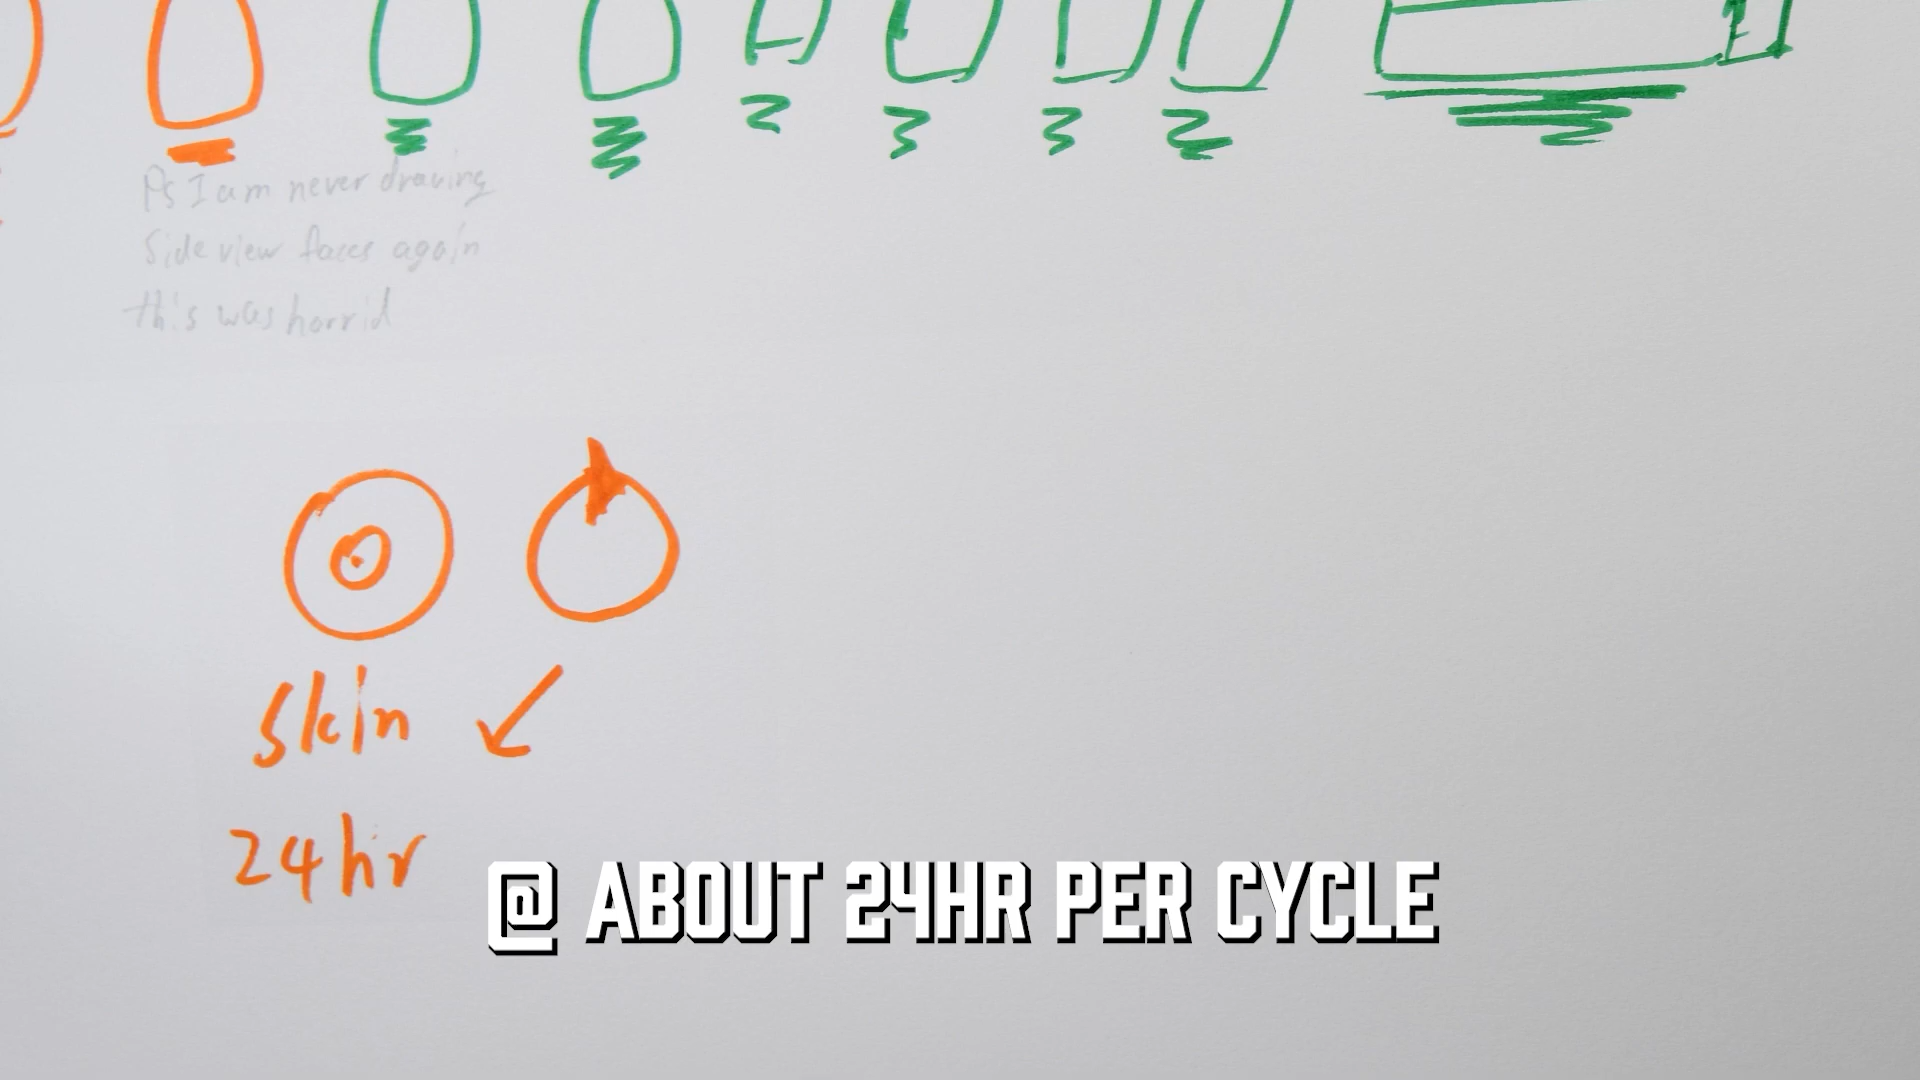 Ps I am never drawing
Side view faces again
this was horrid
skin
24hr
@ ABOUT 24HR PER CYCLE